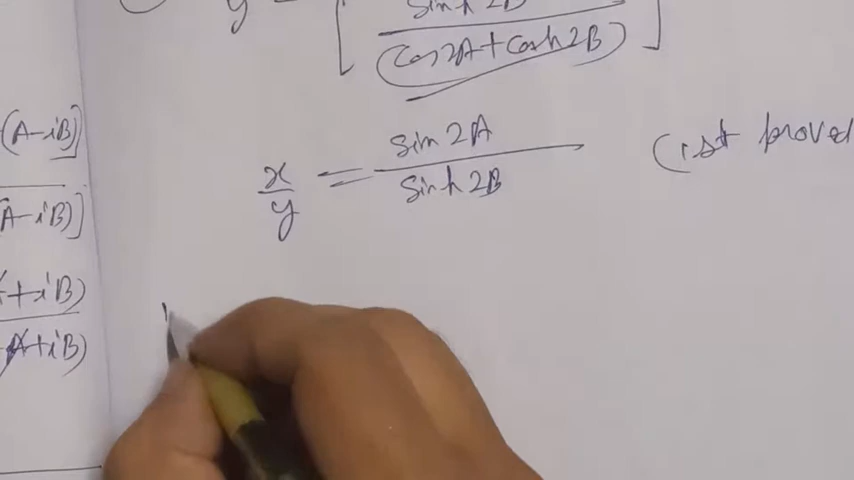 y = [ sinh 2B
(cos 2A + cosh 2B) ]
(A-iB)]
A-iB)]
+iB)
A+iB)
x/y = sin 2A / sinh 2B (1st proved